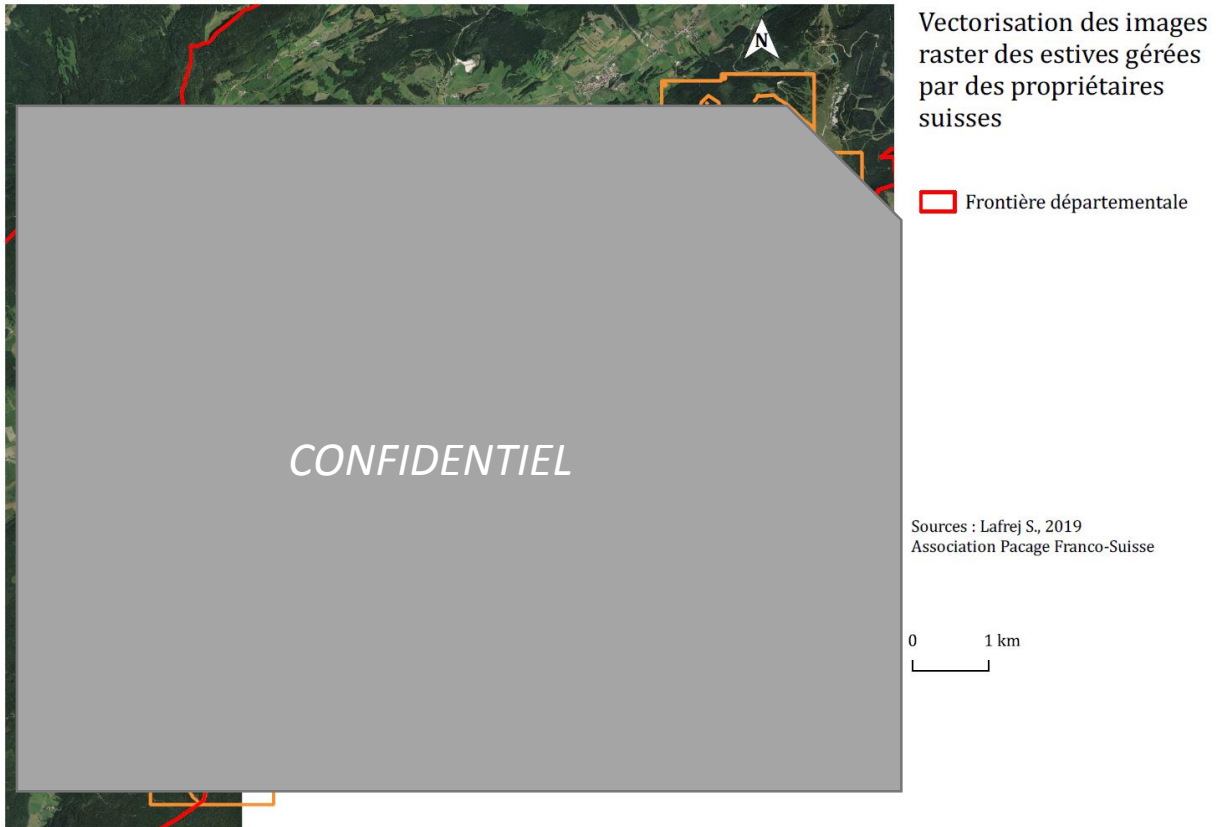 Vectorisation des images
raster des estives gérées
par des propriétaires
suisses
N
Frontière départementale
CONFIDENTIEL
Sources : Lafrej S., 2019
Association Pacage Franco-Suisse
0 1 km